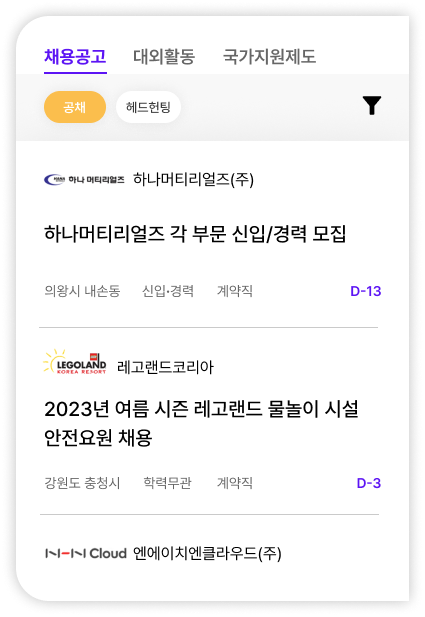 채용공고 대외활동 국가지원제도
공채 헤드헌팅
하나 머티리얼즈 하나머티리얼즈(주)
하나머티리얼즈 각 부문 신입/경력 모집
의왕시 내손동 신입·경력 계약직 D-13
LEGOLAND
KOREA RESORT 레고랜드코리아
2023년 여름 시즌 레고랜드 물놀이 시설
안전요원 채용
강원도 충청시 학력무관 계약직 D-3
NHN Cloud 엔에이치엔클라우드(주)